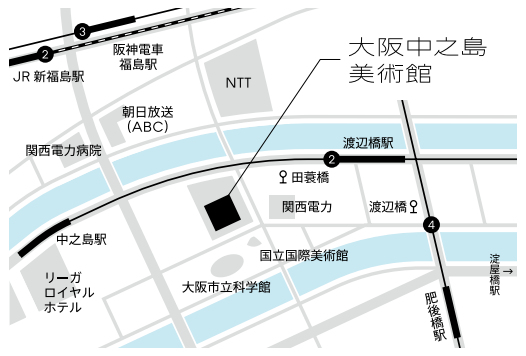 3
阪神電車
福島駅
2
JR 新福島駅
大阪中之島
美術館
NTT
朝日放送
(ABC)
関西電力病院
渡辺橋駅
2
田蓑橋
関西電力
渡辺橋
4
中之島駅
国立国際美術館
淀屋橋駅
→
リーガ
ロイヤル
ホテル
大阪市立科学館
肥後橋駅